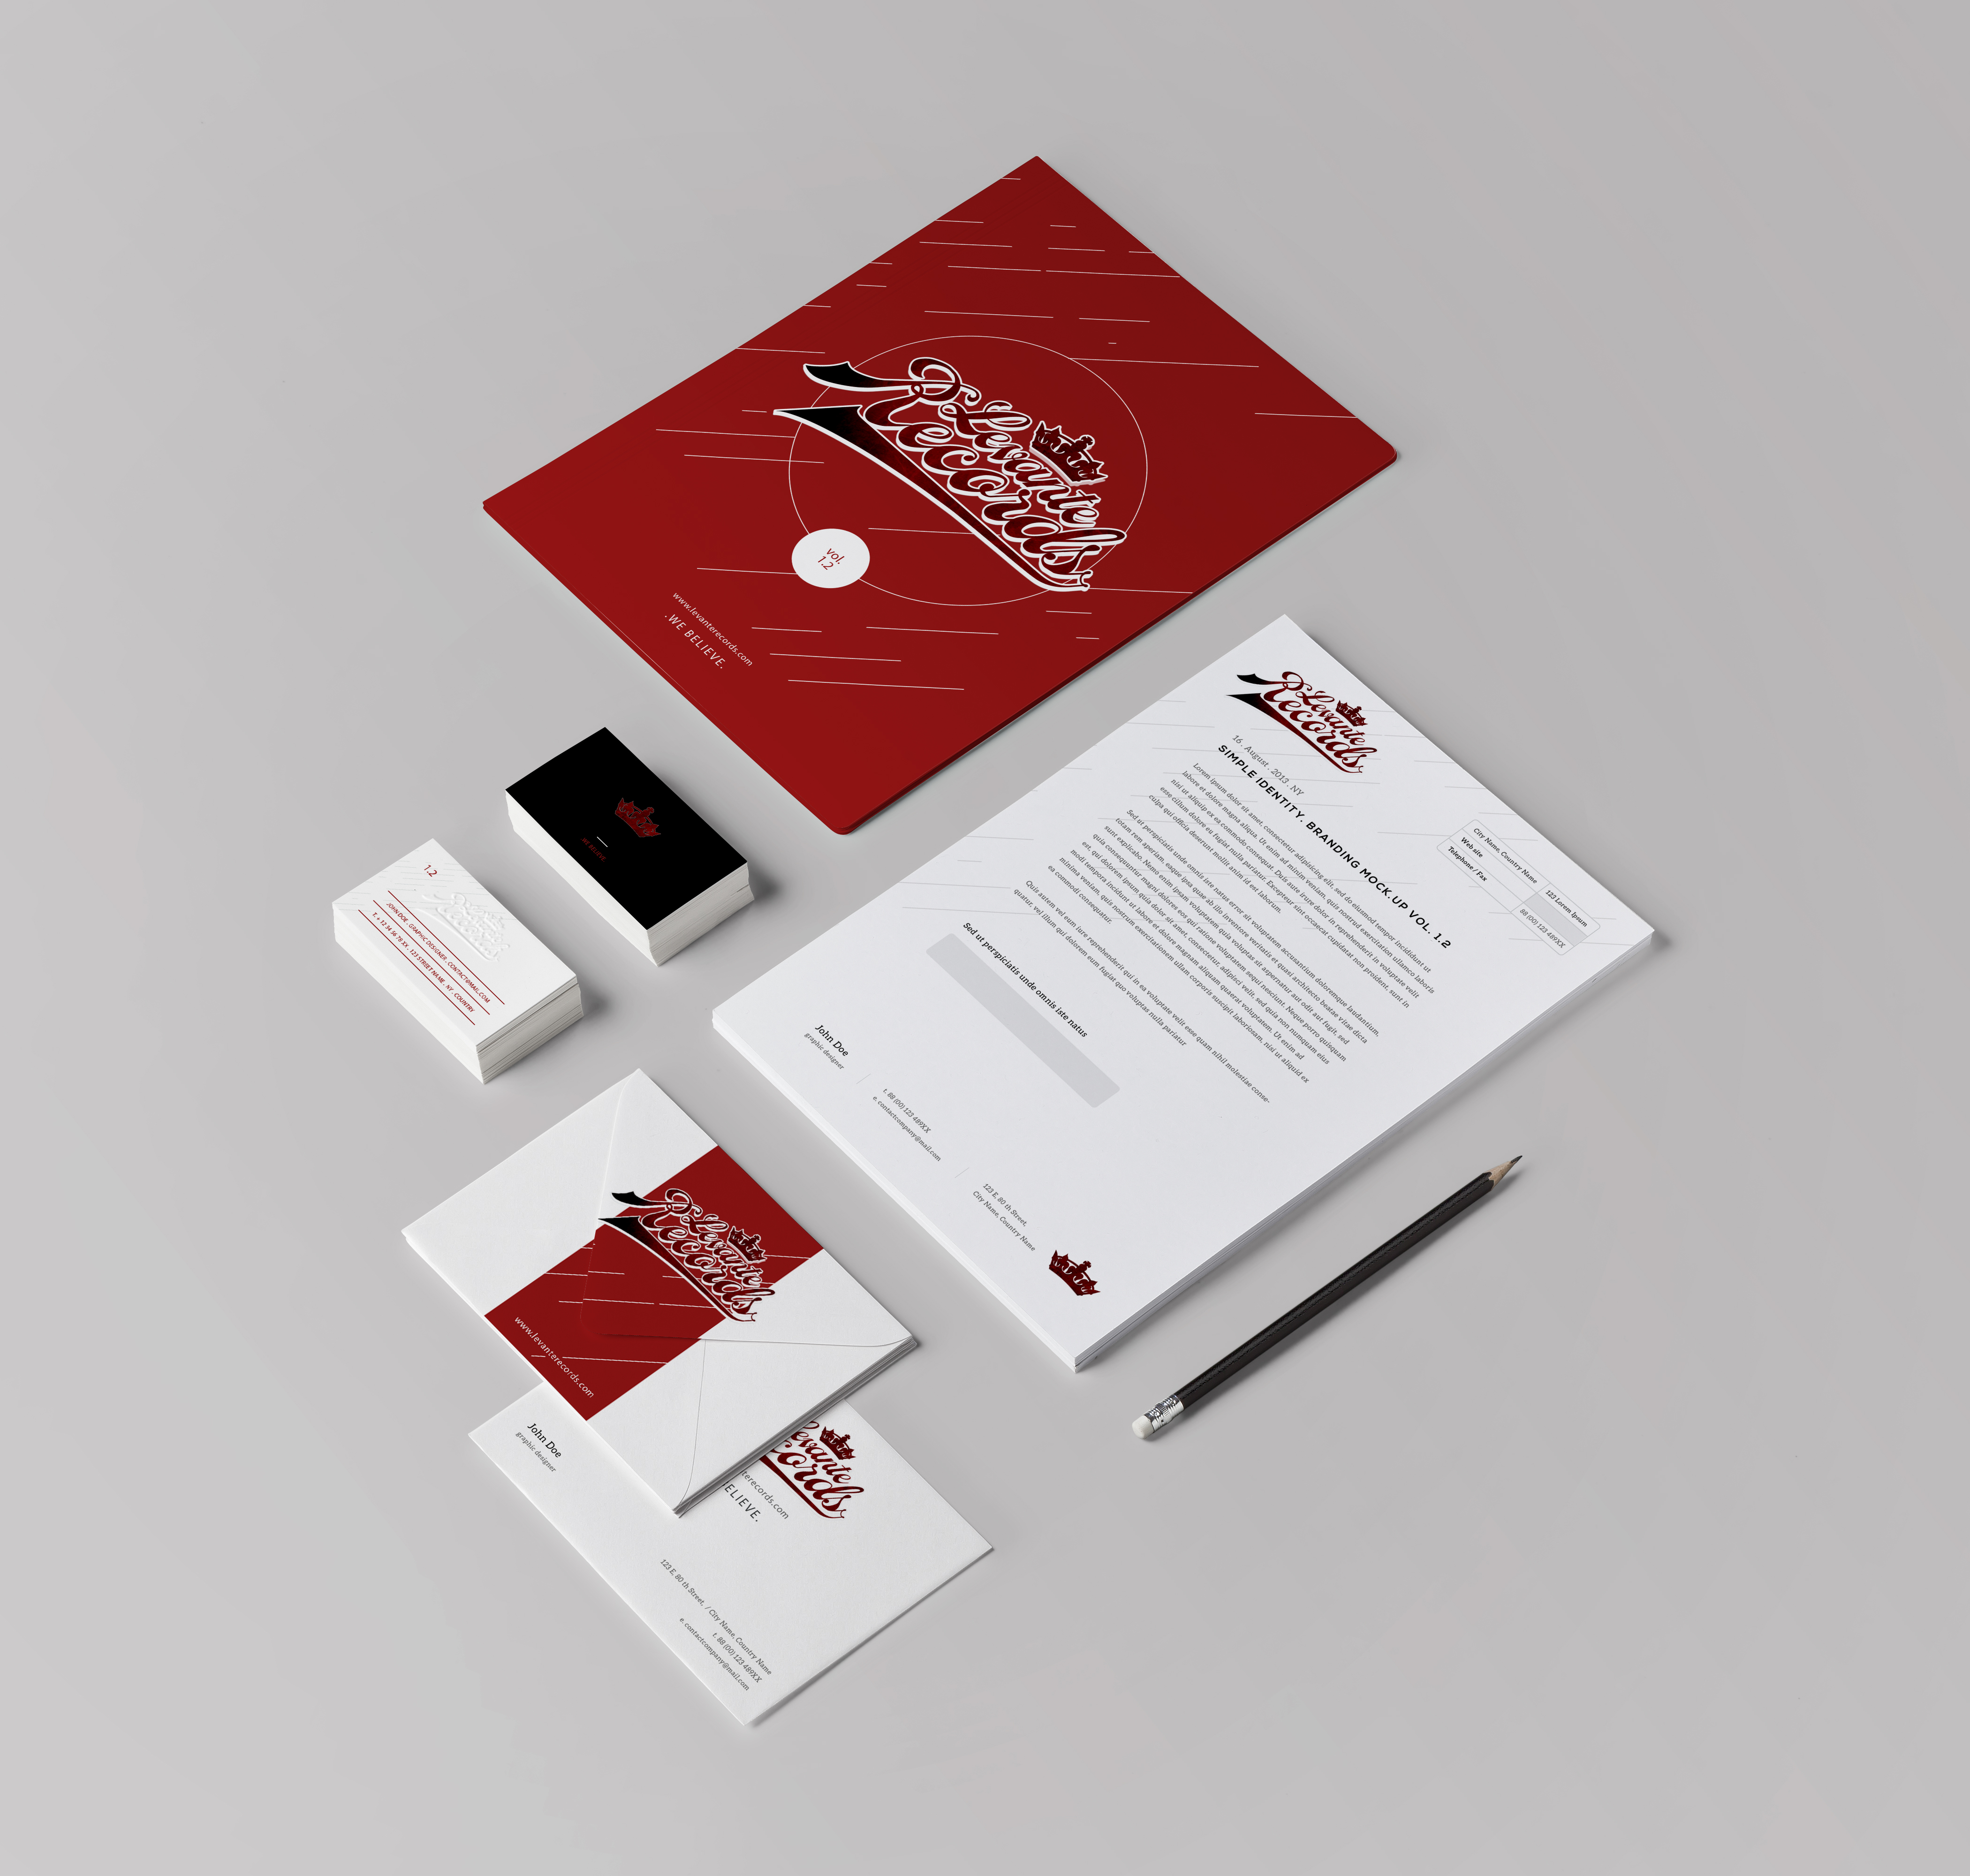 Levante
Records
vol.
1.2
www.levanterecords.com
.WE BELIEVE.
WE BELIEVE.
1.2
Levante
Records
JOHN DOE . GRAPHIC DESIGNER . CONTACT@MAIL.COM
T. + 12 34 56 78 XX . 123 STREET NAME . NY . COUNTRY
Levante
Records
16 . August . 2013 . NY
SIMPLE IDENTITY. BRANDING MOCK.UP VOL. 1.2
City Name, Country Name
Web site
Telephone / Fax
123 Lorem Ipsum
88 (00) 123 489XX
Lorem ipsum dolor sit amet, consectetur adipisicing elit, sed do eiusmod tempor incididunt ut
labore et dolore magna aliqua. Ut enim ad minim veniam, quis nostrud exercitation ullamco laboris
nisi ut aliquip ex ea commodo consequat. Duis aute irure dolor in reprehenderit in voluptate velit
esse cillum dolore eu fugiat nulla pariatur. Excepteur sint occaecat cupidatat non proident, sunt in
culpa qui officia deserunt mollit anim id est laborum.
Sed ut perspiciatis unde omnis iste natus error sit voluptatem accusantium doloremque laudantium,
totam rem aperiam, eaque ipsa quae ab illo inventore veritatis et quasi architecto beatae vitae dicta
sunt explicabo. Nemo enim ipsam voluptatem quia voluptas sit aspernatur aut odit aut fugit, sed
quia consequuntur magni dolores eos qui ratione voluptatem sequi nesciunt. Neque porro quisquam
est, qui dolorem ipsum quia dolor sit amet, consectetur, adipisci velit, sed quia non numquam eius
modi tempora incidunt ut labore et dolore magnam aliquam quaerat voluptatem. Ut enim ad
minima veniam, quis nostrum exercitationem ullam corporis suscipit laboriosam, nisi ut aliquid ex
ea commodi consequatur.
Quis autem vel eum iure reprehenderit qui in ea voluptate velit esse quam nihil molestiae conse-
quatur, vel illum qui dolorem eum fugiat quo voluptas nulla pariatur
Sed ut perspiciatis unde omnis iste natus
John Doe
graphic designer
t. 88 (00) 123 489XX
e. contactcompany@mail.com
123 E, 80 th Street,
City Name, Country Name
Levante
Records
www.levanterecords.com
John Doe
graphic designer
evante
cords
terecords.com
ELIEVE.
123 E, 80 th Street, / City Name, Country Name
t. 88 (00) 123 489XX
e. contactcompany@mail.com